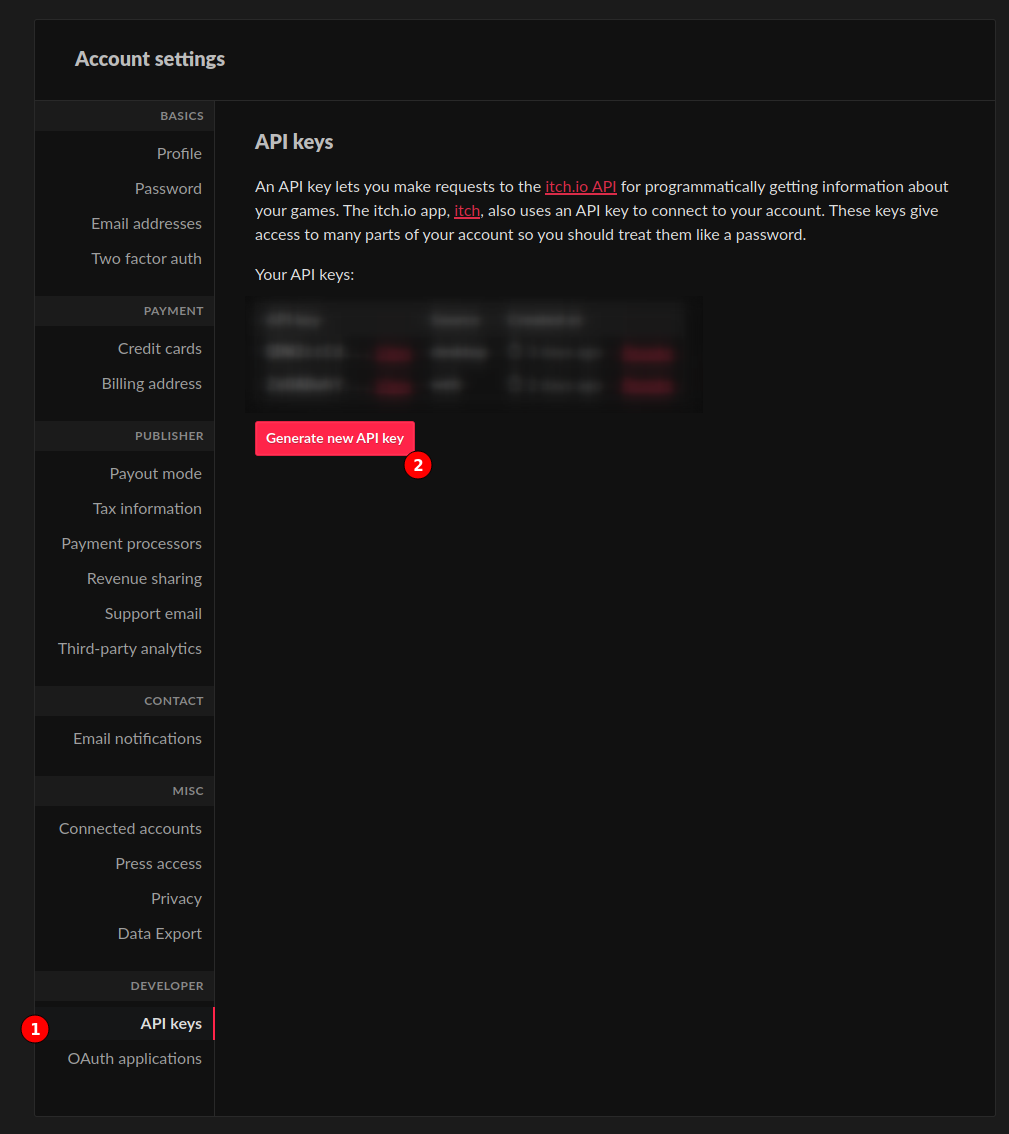 Account settings
BASICS
Profile
Password
Email addresses
Two factor auth
PAYMENT
Credit cards
Billing address
PUBLISHER
Payout mode
Tax information
Payment processors
Revenue sharing
Support email
Third-party analytics
CONTACT
Email notifications
MISC
Connected accounts
Press access
Privacy
Data Export
DEVELOPER
1
API keys
OAuth applications
API keys
An API key lets you make requests to the itch.io API for programmatically getting information about
your games. The itch.io app, itch, also uses an API key to connect to your account. These keys give
access to many parts of your account so you should treat them like a password.
Your API keys:
Generate new API key
2